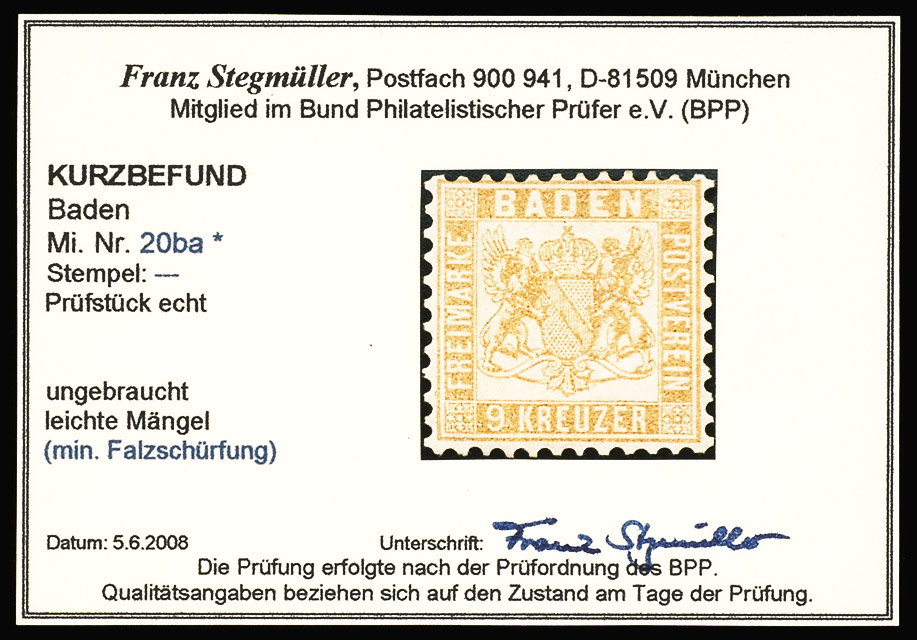 Franz Stegmüller, Postfach 900 941, D-81509 München
Mitglied im Bund Philatelistischer Prüfer e.V. (BPP)
KURZBEFUND
Baden
Mi. Nr. 20ba *
Stempel: ---
Prüfstück echt
ungebraucht
leichte Mängel
(min. Falzschürfung)
BADEN
FREIMARKE
POSTVEREIN
9 KREUZER
Datum: 5.6.2008
Unterschrift: Franz Stegmüller
Die Prüfung erfolgte nach der Prüfordnung des BPP.
Qualitätsangaben beziehen sich auf den Zustand am Tage der Prüfung.